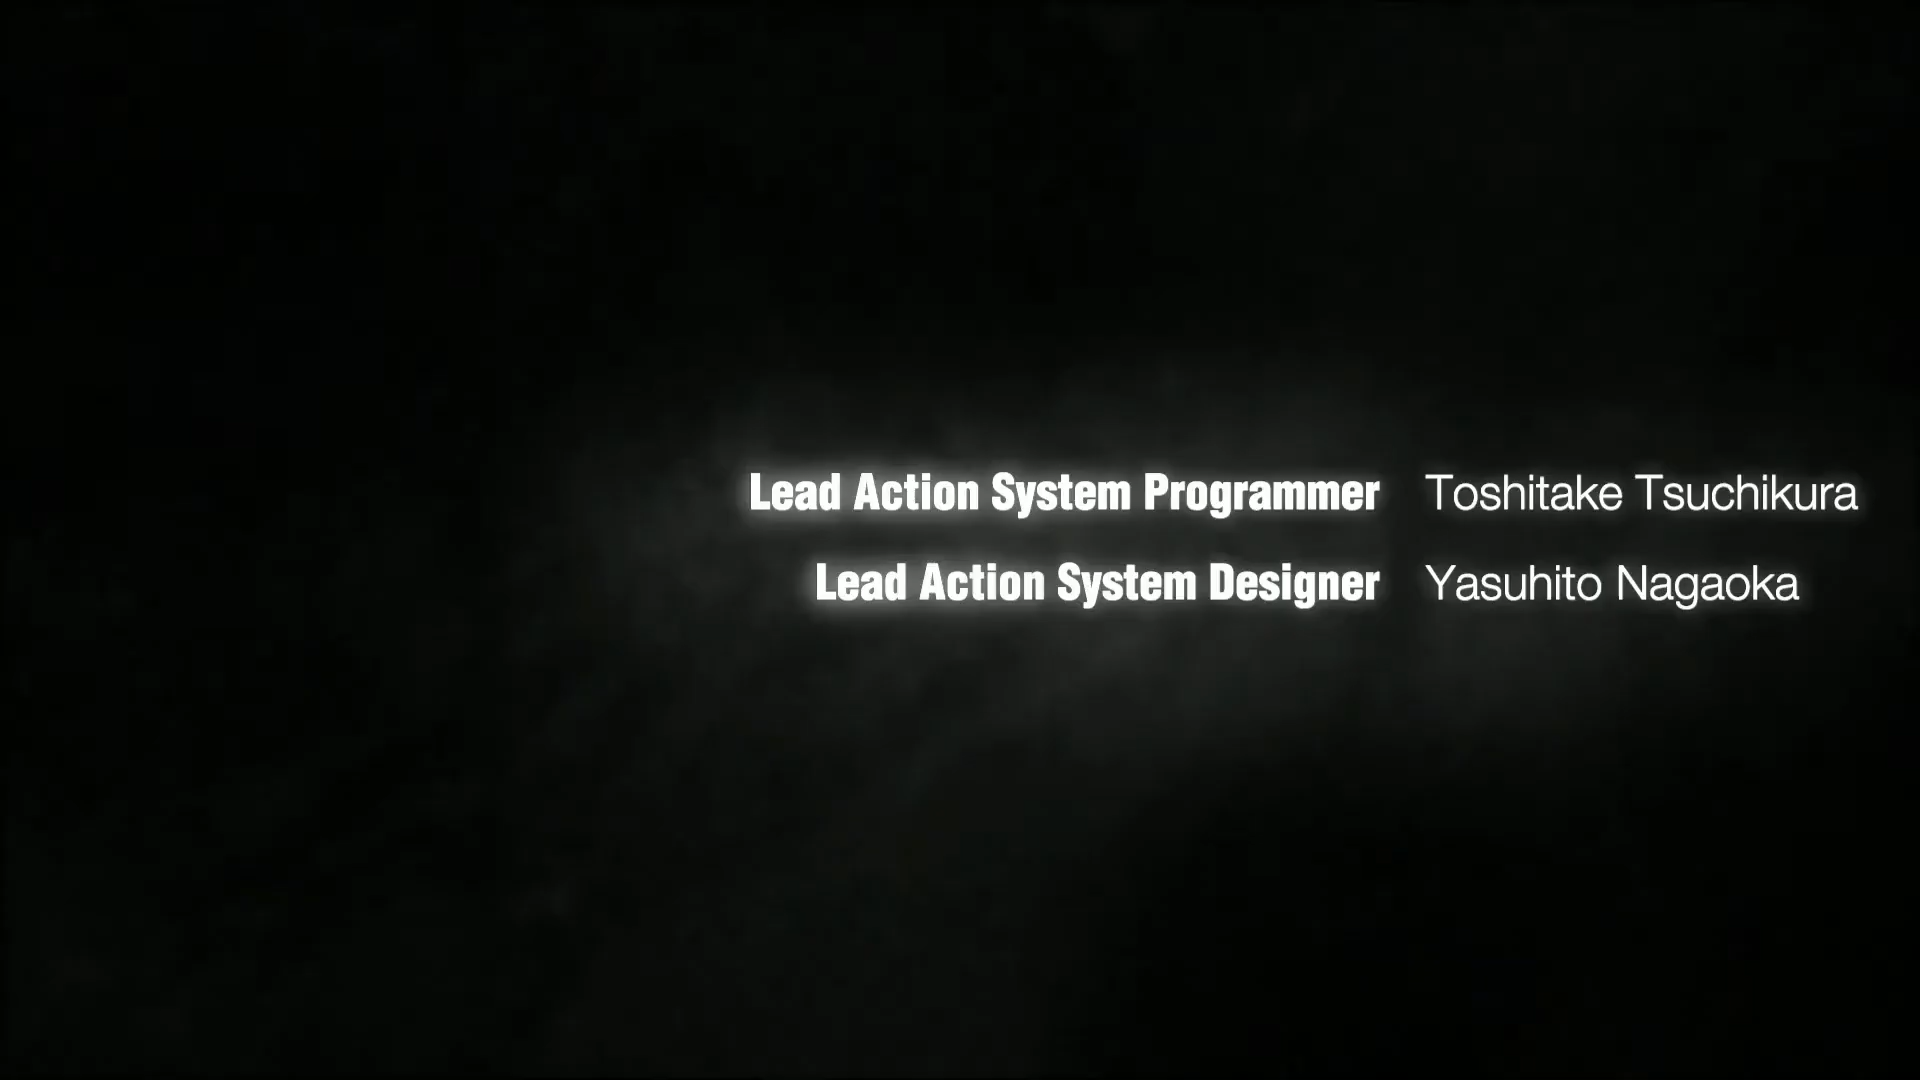 Lead Action System Programmer Toshitake Tsuchikura
Lead Action System Designer Yasuhito Nagaoka